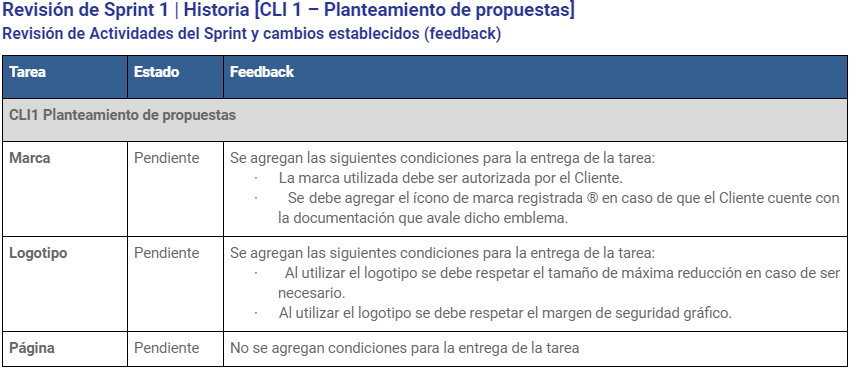 Revisión de Sprint 1 | Historia [CLI 1 – Planteamiento de propuestas]
Revisión de Actividades del Sprint y cambios establecidos (feedback)
Tarea Estado Feedback
CLI1 Planteamiento de propuestas
Marca Pendiente Se agregan las siguientes condiciones para la entrega de la tarea:
· La marca utilizada debe ser autorizada por el Cliente.
· Se debe agregar el ícono de marca registrada ® en caso de que el Cliente cuente con
la documentación que avale dicho emblema.
Logotipo Pendiente Se agregan las siguientes condiciones para la entrega de la tarea:
· Al utilizar el logotipo se debe respetar el tamaño de máxima reducción en caso de ser
necesario.
· Al utilizar el logotipo se debe respetar el margen de seguridad gráfico.
Página Pendiente No se agregan condiciones para la entrega de la tarea